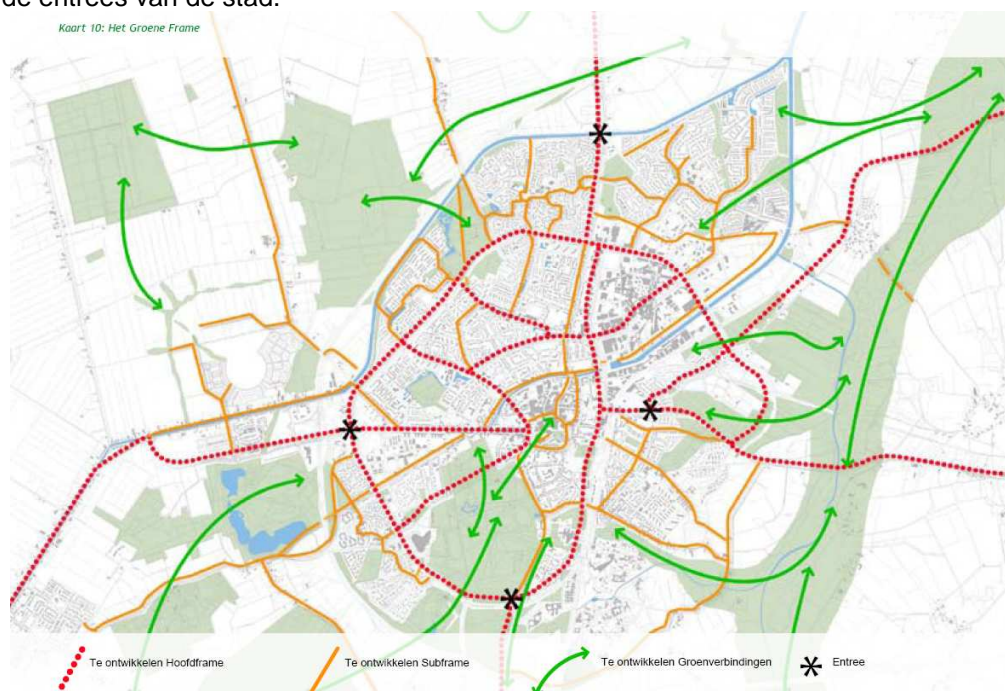 de entrees van de stad.
Kaart 10: Het Groene Frame
Te ontwikkelen Hoofdframe
Te ontwikkelen Subframe
Te ontwikkelen Groenverbindingen
Entree